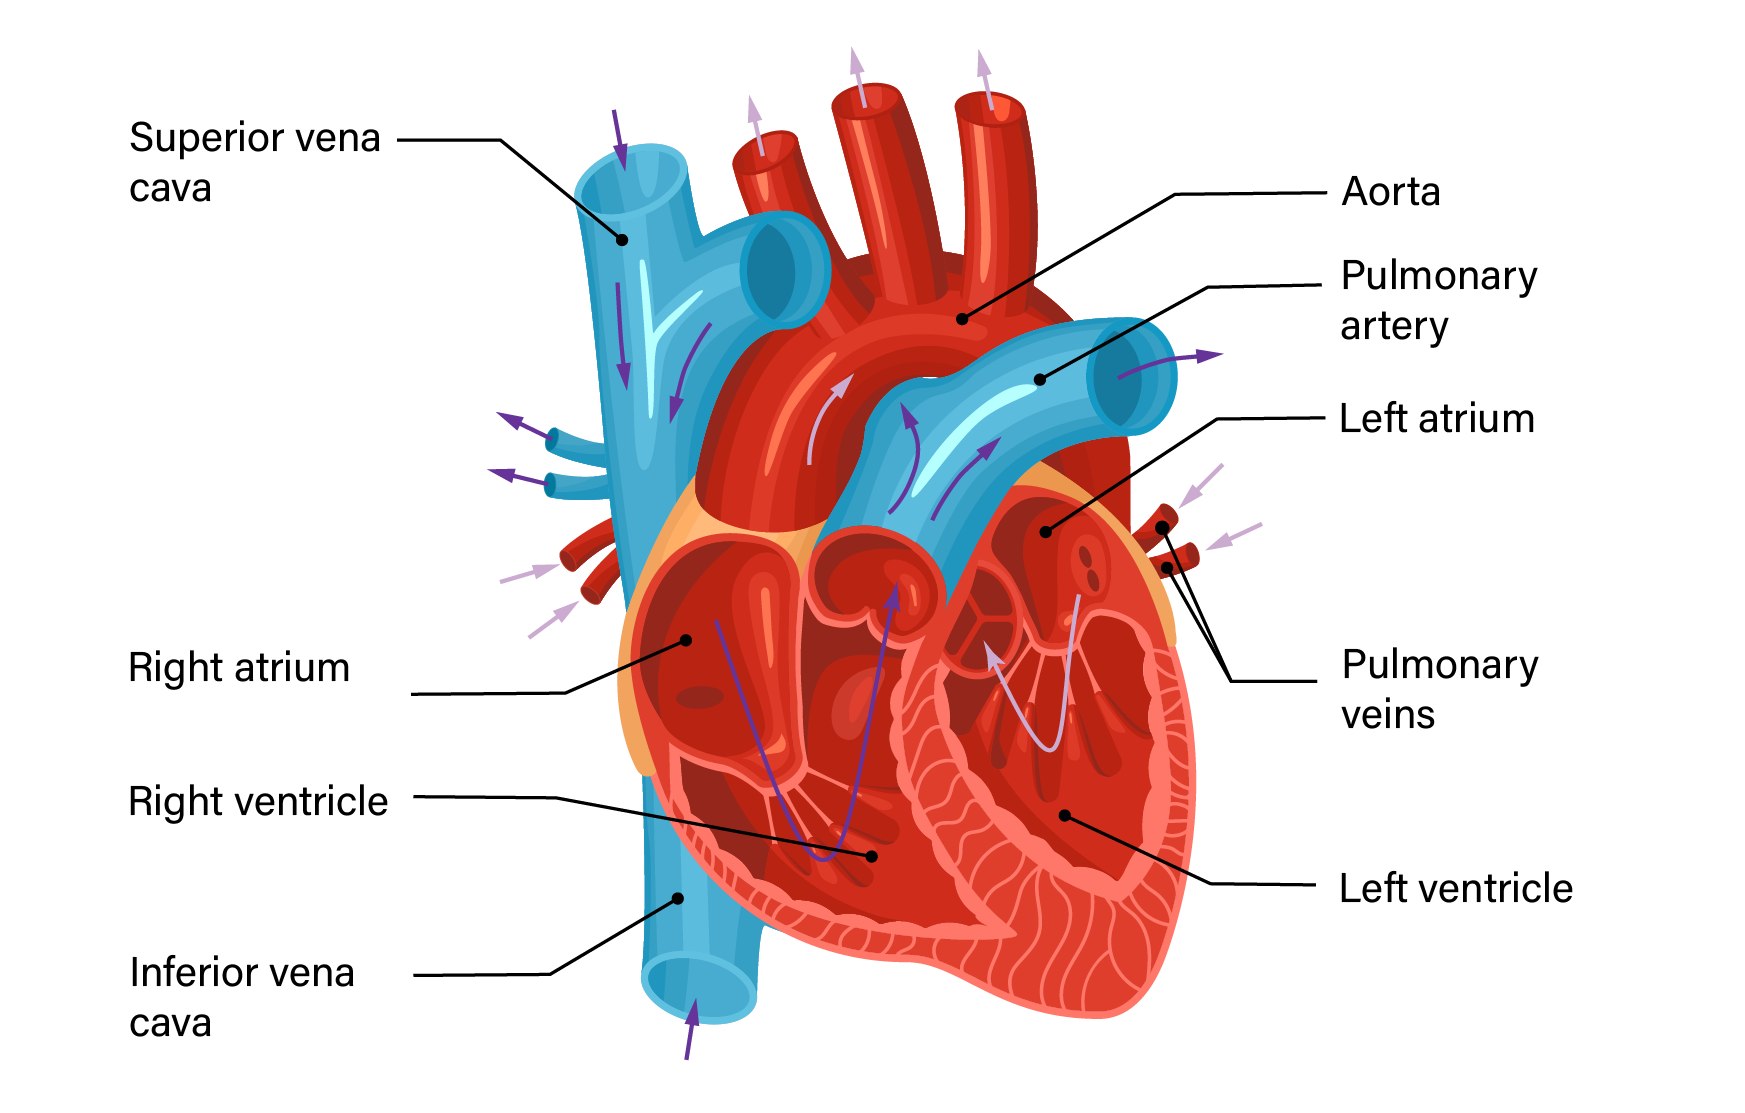 Superior vena
cava
Right atrium
Right ventricle
Inferior vena
cava
Aorta
Pulmonary
artery
Left atrium
Pulmonary
veins
Left ventricle